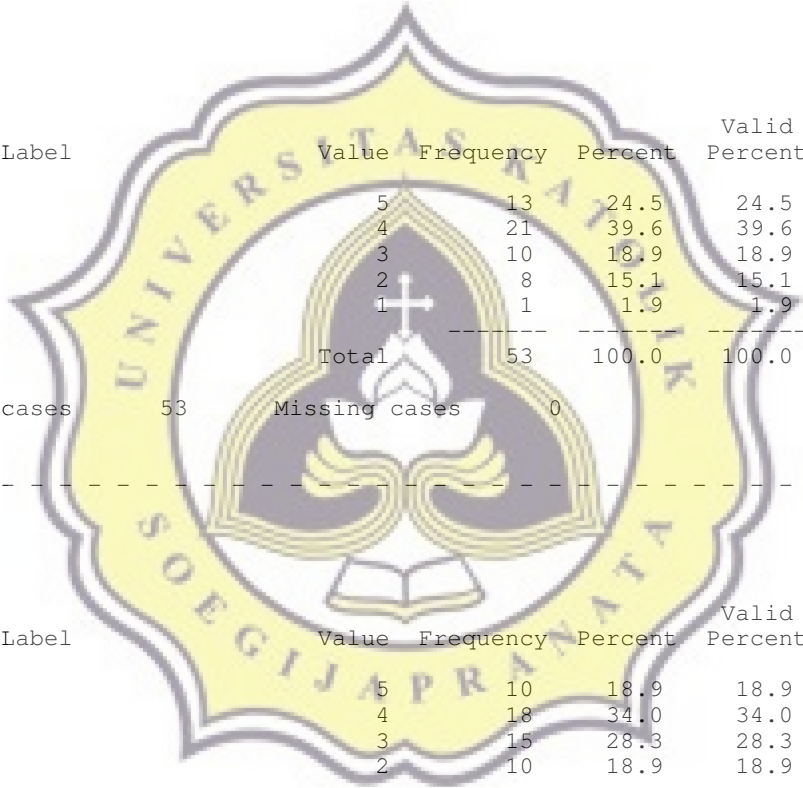 Valid
Label Value Frequency Percent Percent
5 13 24.5 24.5
4 21 39.6 39.6
3 10 18.9 18.9
2 8 15.1 15.1
1 1 1.9 1.9
------- ------- -------
Total 53 100.0 100.0
cases 53 Missing cases 0
- - - - - - - - - - - - - - - - - - - - - - - - - - - -
Valid
Label Value Frequency Percent Percent
5 10 18.9 18.9
4 18 34.0 34.0
3 15 28.3 28.3
2 10 18.9 18.9
UNIVERSITAS KATOLIK
SOEGIJAPRANATA